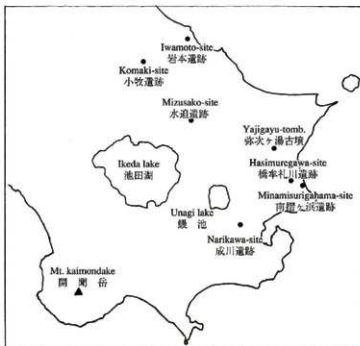 Iwamoto-site
岩本遺跡
Komaki-site
小牧遺跡
Mizusako-site
水迫遺跡
Yajigayu-tomb.
弥次ヶ湯古墳
Hasimuregawa-site
橋牟礼川遺跡
Minamisurigahama-site
南摺ヶ浜遺跡
Ikeda lake
池田湖
Unagi lake
鰻 池
Narikawa-site
成川遺跡
Mt. kaimondake
開 聞 岳